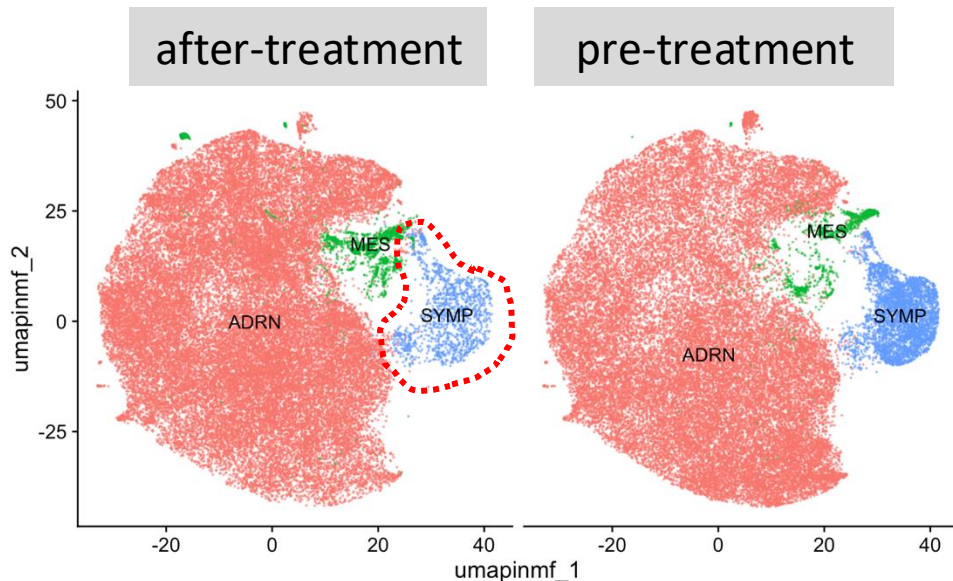 after-treatment
pre-treatment
umapinmf_2
50
25
0
-25
MES
SYMP
ADRN
MES
SYMP
ADRN
-20
0
20
40
-20
0
20
40
umapinmf_1